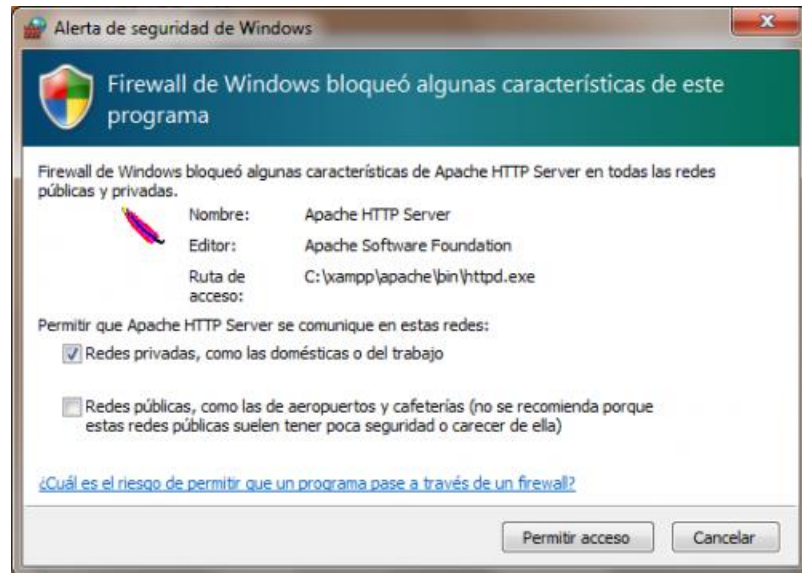 Alerta de seguridad de Windows
Firewall de Windows bloqueó algunas características de este
programa
Firewall de Windows bloqueó algunas características de Apache HTTP Server en todas las redes
públicas y privadas.
Nombre: Apache HTTP Server
Editor: Apache Software Foundation
Ruta de C:\xampp\apache\bin\httpd.exe
acceso:
Permitir que Apache HTTP Server se comunique en estas redes:
Redes privadas, como las domésticas o del trabajo
Redes públicas, como las de aeropuertos y cafeterías (no se recomienda porque
estas redes públicas suelen tener poca seguridad o carecer de ella)
¿Cuál es el riesgo de permitir que un programa pase a través de un firewall?
Permitir acceso Cancelar